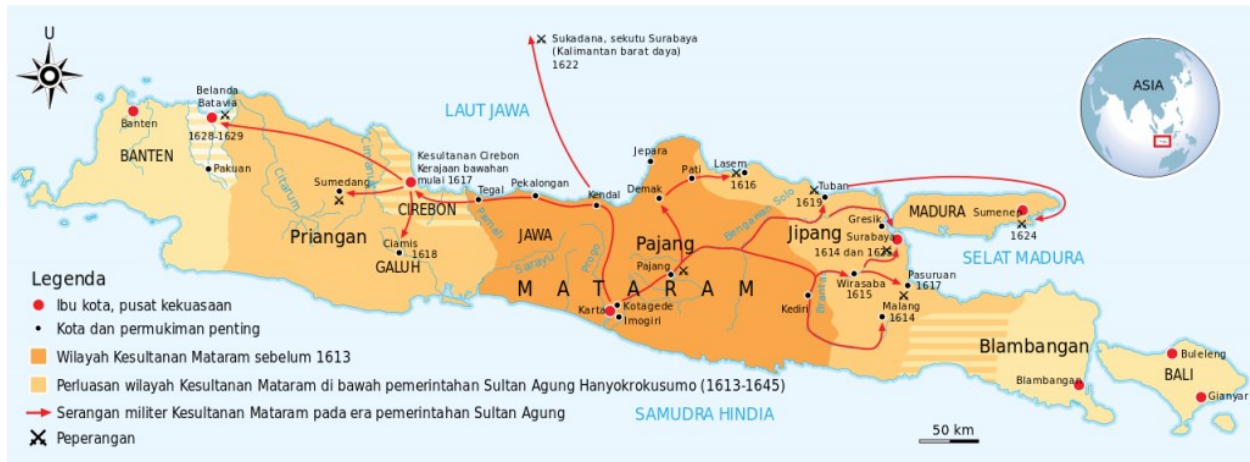 U
Sukadana, sekutu Surabaya
(Kalimantan barat daya)
1622
ASIA
LAUT JAWA
Belanda
Batavia
1628-1629
Banten
BANTEN
Pakuan
Cimanuk
Citarum
Sumedang
Kesultanan Cirebon
Kerajaan bawahan
mulai 1617
CIREBON
Priangan
Ciamis
1618
GALUH
Tegal
Pemali
Pekalongan
Kendal
Jepara
Pati
Demak
Lasem
1616
Tuban
1619
Bengawan Solo
JAWA
Sarayu
Progo
Pajang
Pajang
Jipang
Gresik
Surabaya
1614 dan 1625
MADURA
Sumenep
1624
SELAT MADURA
MATARAM
Karta
Kotagede
Imogiri
Kediri
Brantas
Wirasaba
1615
Pasuruan
1617
Malang
1614
Blambangan
Blambangan
Buleleng
BALI
Gianyar
SAMUDRA HINDIA
50 km
Legenda
Ibu kota, pusat kekuasaan
Kota dan permukiman penting
Wilayah Kesultanan Mataram sebelum 1613
Perluasan wilayah Kesultanan Mataram di bawah pemerintahan Sultan Agung Hanyokrokusumo (1613-1645)
Serangan militer Kesultanan Mataram pada era pemerintahan Sultan Agung
Peperangan